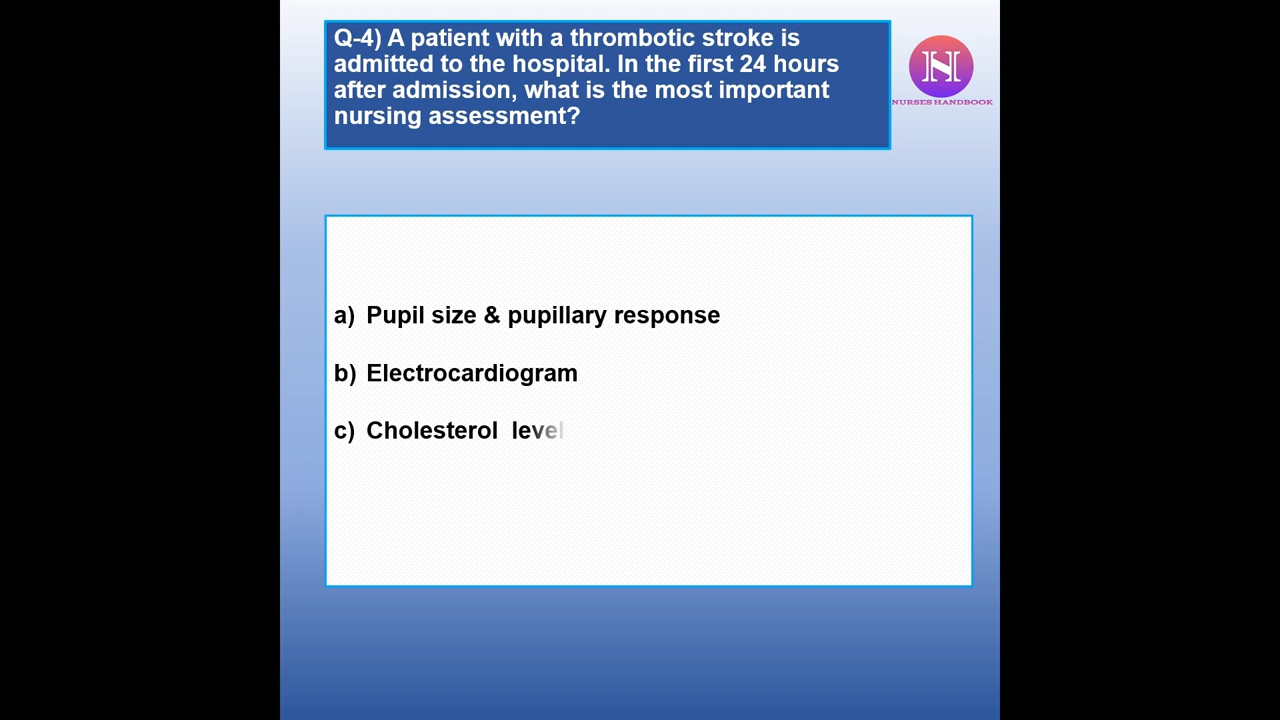 Q-4) A patient with a thrombotic stroke is
admitted to the hospital. In the first 24 hours
after admission, what is the most important
nursing assessment?
N
NURSES HANDBOOK
a) Pupil size & pupillary response
b) Electrocardiogram
c) Cholesterol level